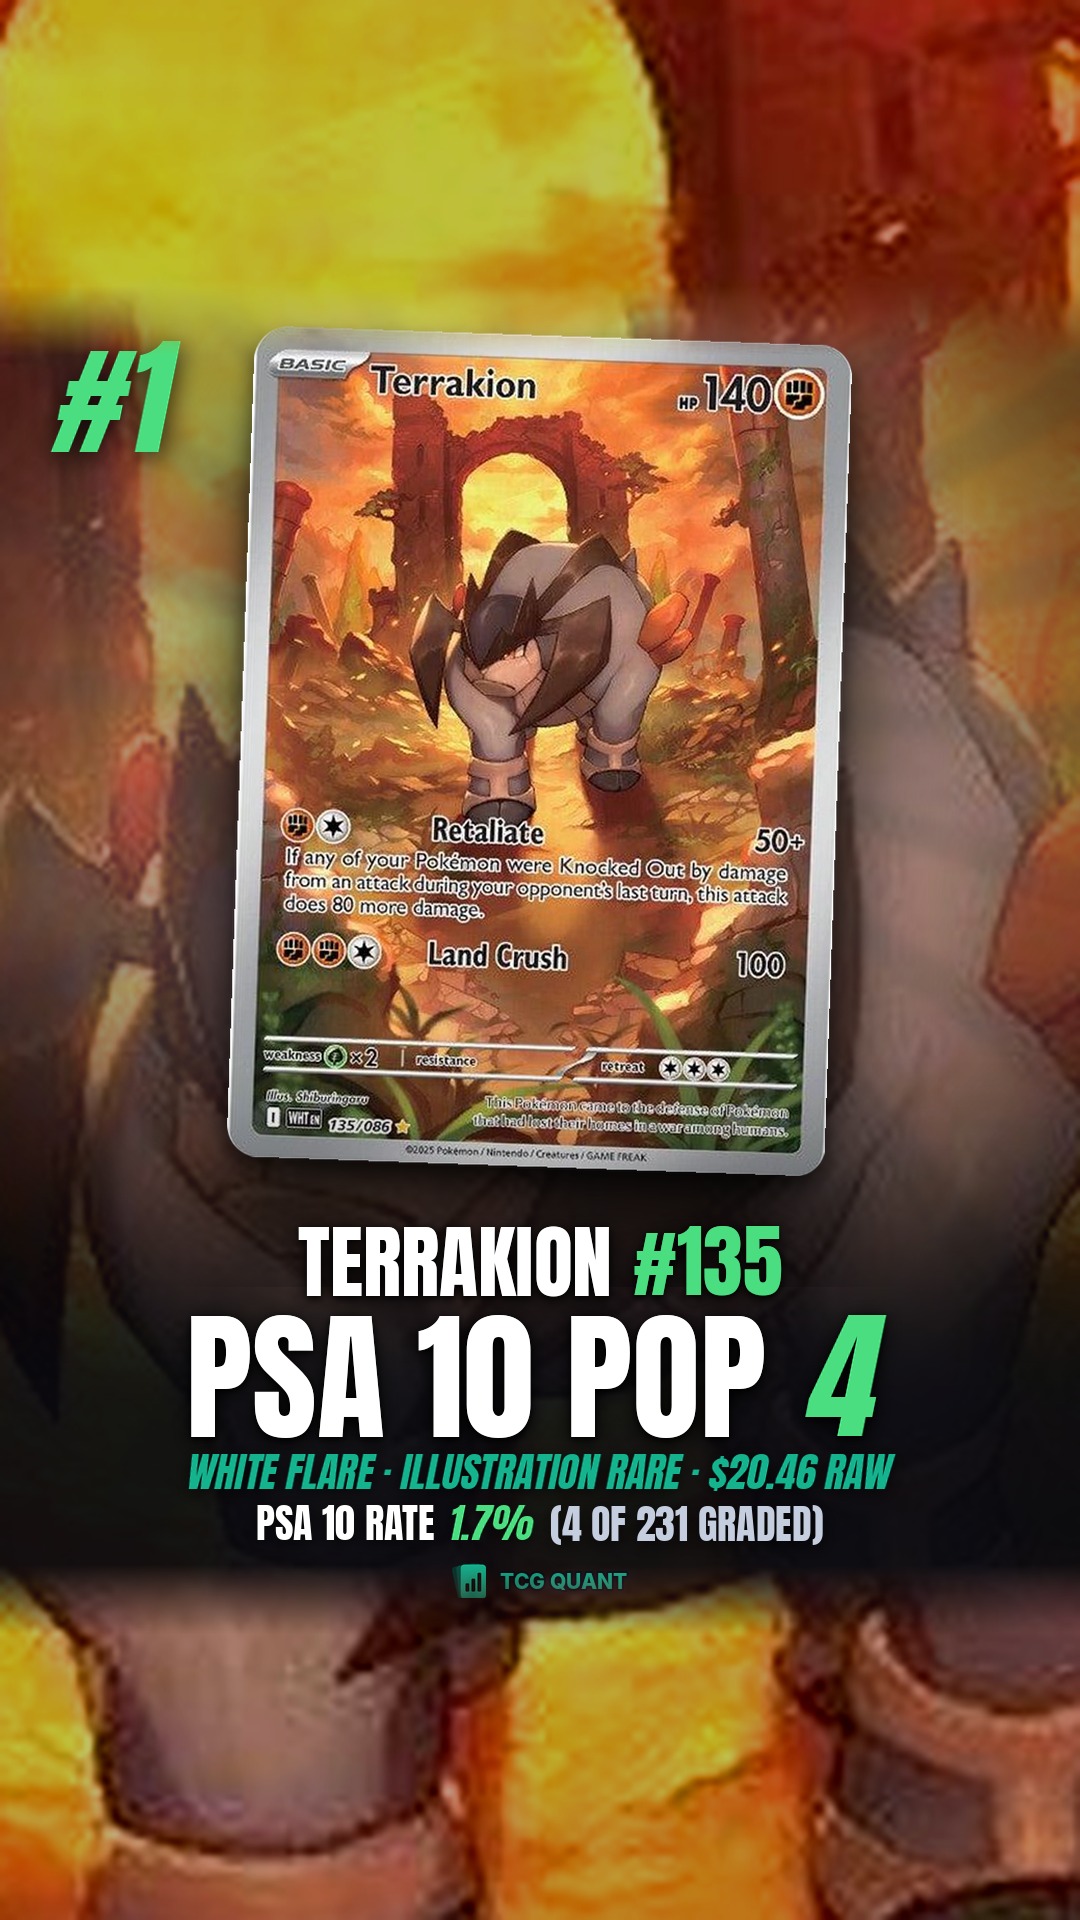 #1
BASIC
Terrakion
HP 140
Retaliate 50+
If any of your Pokémon were Knocked Out by damage
from an attack during your opponent's last turn, this attack
does 80 more damage.
Land Crush 100
weakness ×2 resistance retreat
Illus. Shiburingaru
This Pokémon came to the defense of Pokémon
that had lost their homes in a war among humans.
I WHT EN 135/086
©2025 Pokémon / Nintendo / Creatures / GAME FREAK
TERRAKION #135
PSA 10 POP 4
WHITE FLARE · ILLUSTRATION RARE · $20.46 RAW
PSA 10 RATE 1.7% (4 OF 231 GRADED)
TCG QUANT